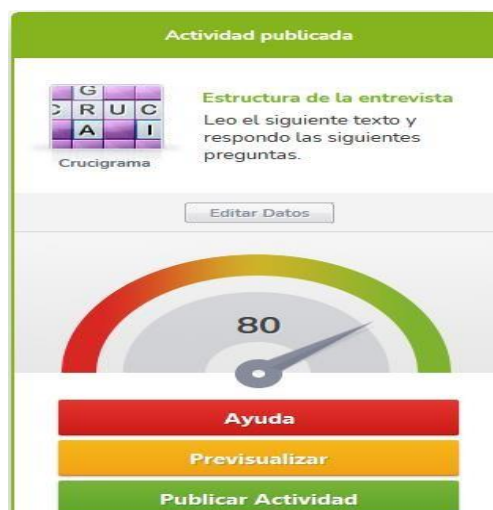 Actividad publicada
G
C R U C
A I
Crucigrama
Estructura de la entrevista
Leo el siguiente texto y
respondo las siguientes
preguntas.
Editar Datos
80
Ayuda
Previsualizar
Publicar Actividad